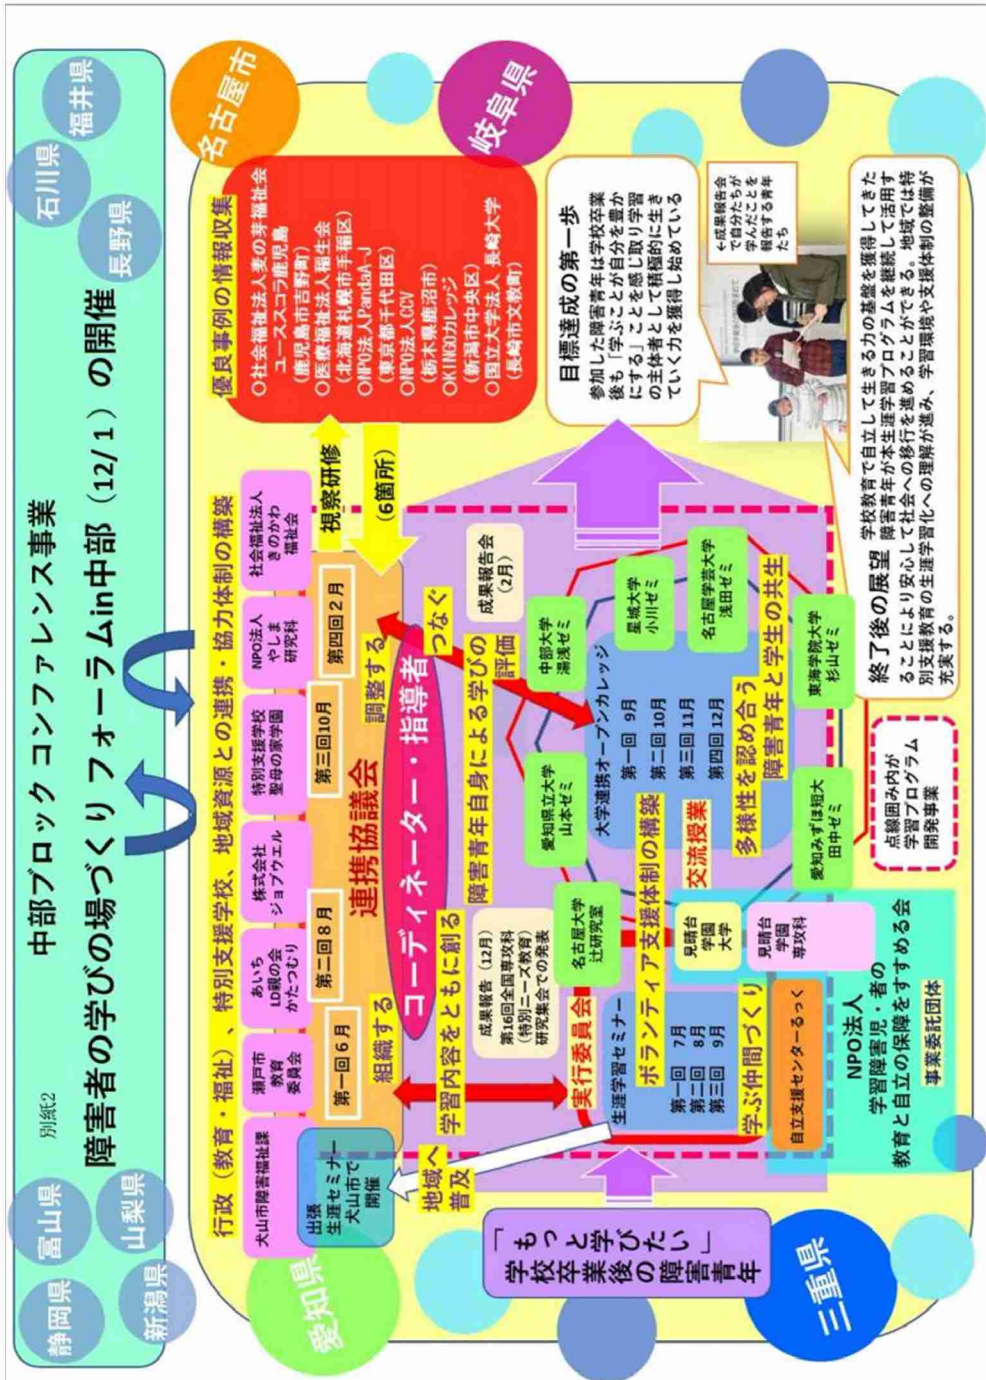 別紙2
中部ブロックコンファレンス事業
障害者の学びの場づくりフォーラムin中部（12/1）の開催
富山県
静岡県
山梨県
新潟県
石川県
福井県
長野県
行政（教育・福祉）、特別支援学校、地域資源との連携・協力体制の構築
犬山市障害福祉課
瀬戸市
教育
委員会
あいち
LD親の会
かたつむり
株式会社
ジョブウエル
特別支援学校
聖母の家学園
NPO法人
やしま
研究科
社会福祉法人
きのかわ
福祉会
第一回６月
第二回８月
第三回10月
第四回２月
連携協議会
組織する
調整する
コーディネーター・指導者
つなぐ
出張
生涯セミナー
犬山市で
開催
地域へ
普及
視察研修
（6箇所）
優良事例の情報収集
○社会福祉法人麦の芽福祉会
ユーススコラ鹿児島
（鹿児島市吉野町）
○医療福祉法人稲生会
（北海道札幌市手稲区）
○NPO法人PandaA-J
（東京都千代田区）
○NPO法人CCV
（栃木県鹿沼市）
○KINGOカレッジ
（新潟市中央区）
○国立大学法人 長崎大学
（長崎市文教町）
名古屋市
岐阜県
愛知県
三重県
学習内容をともに創る
障害青年自身による学びの
評価
成果報告（12月）
第16回全国専攻科
（特別ニーズ教育）
研究集会での発表
成果報告会
（2月）
実行委員会
生涯学習セミナー
第一回　7月
第二回　8月
第三回　9月
学ぶ仲間づくり
ボランティア支援体制の構築
交流授業
多様性を認め合う
障害青年と学生の共生
大学連携オープンカレッジ
第一回　9月
第二回 10月
第三回 11月
第四回 12月
名古屋大学
辻研究室
愛知県立大学
山本ゼミ
中部大学
湯浅ゼミ
星城大学
小川ゼミ
名古屋学芸大学
浅田ゼミ
東海学院大学
杉山ゼミ
愛知みずほ短大
田中ゼミ
見晴台
学園
大学
見晴台
学園
専攻科
自立支援センターるっく
NPO法人
学習障害児・者の
教育と自立の保障をすすめる会
事業委託団体
点線囲み内が
学習プログラム
開発事業
「もっと学びたい」
学校卒業後の障害青年
目標達成の第一歩
参加した障害青年は学校卒業
後も「学ぶことが自分を豊か
にする」ことを感じ取り学習
の主体者として積極的に生き
ていく力を獲得し始めている
←成果報告会
で自分たちが
学んだことを
報告する青年
たち
終了後の展望
学校教育で自立して生きる力の基盤を獲得してきた
障害青年が本生涯学習プログラムを継続して活用す
ることにより安心して社会への移行を進めることができる。地域では特
別支援教育の生涯学習化への理解が進み、学習環境や支援体制の整備が
充実する。